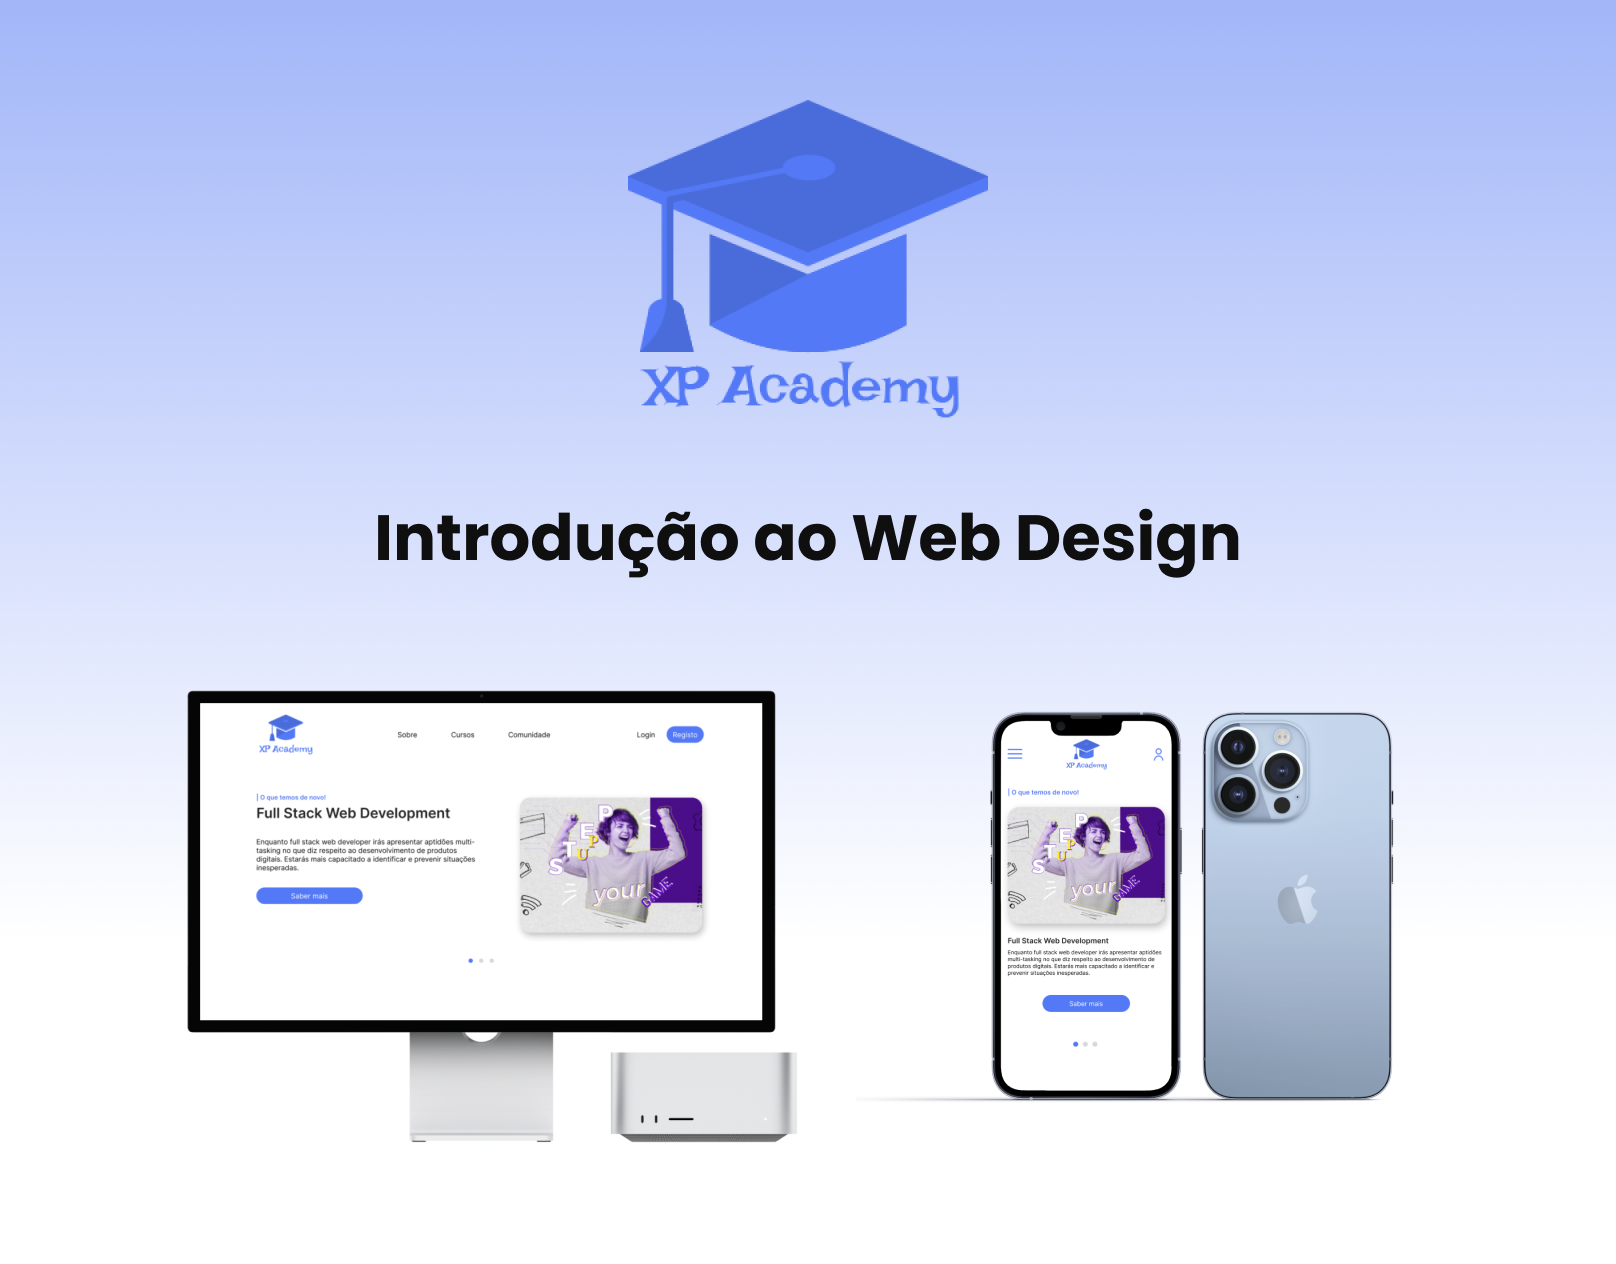 XP Academy
Introdução ao Web Design
XP Academy
Sobre
Cursos
Comunidade
Login
Registo
| O que temos de novo!
Full Stack Web Development
Enquanto full stack web developer irás apresentar aptidões multi-
tasking no que diz respeito ao desenvolvimento de produtos
digitais. Estarás mais capacitado a identificar e prevenir situações
inesperadas.
Saber mais
STEP UP
your
GAME
XP Academy
| O que temos de novo!
STEP UP
your
GAME
Full Stack Web Development
Enquanto full stack web developer irás apresentar aptidões
multi-tasking no que diz respeito ao desenvolvimento de
produtos digitais. Estarás mais capacitado a identificar e
prevenir situações inesperadas.
Saber mais